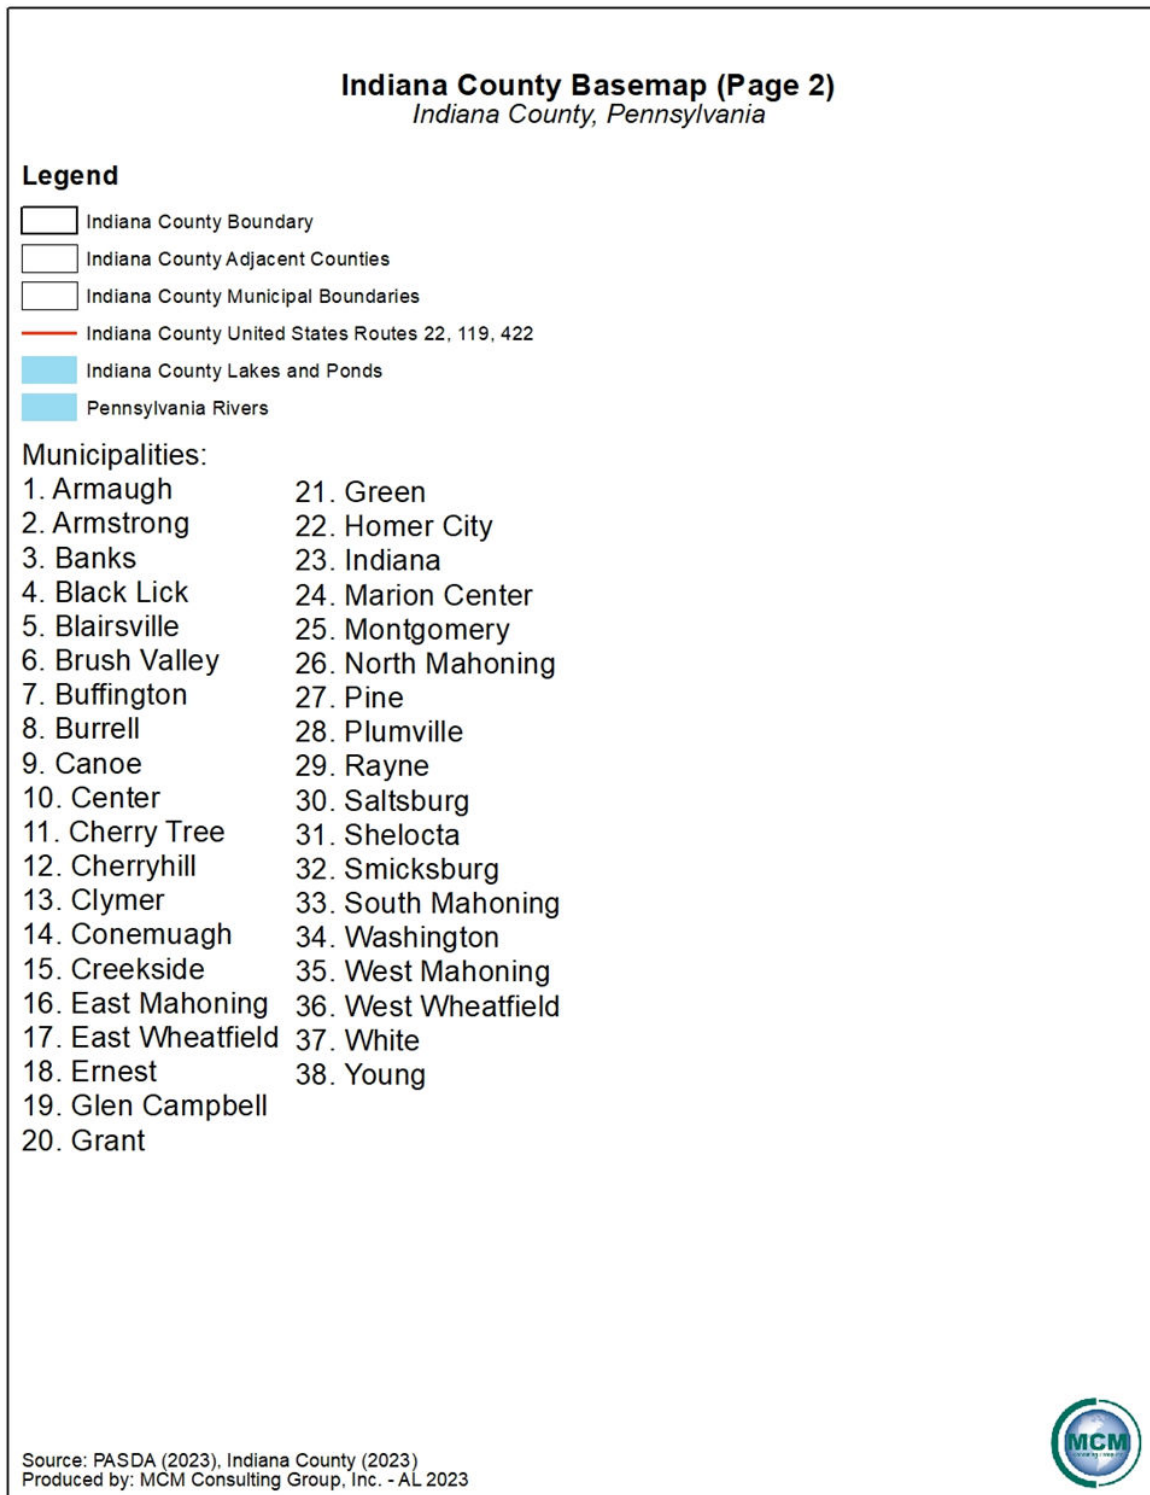 Indiana County Basemap (Page 2)
Indiana County, Pennsylvania
Legend
Indiana County Boundary
Indiana County Adjacent Counties
Indiana County Municipal Boundaries
Indiana County United States Routes 22, 119, 422
Indiana County Lakes and Ponds
Pennsylvania Rivers
Municipalities:
1. Armaugh
2. Armstrong
3. Banks
4. Black Lick
5. Blairsville
6. Brush Valley
7. Buffington
8. Burrell
9. Canoe
10. Center
11. Cherry Tree
12. Cherryhill
13. Clymer
14. Conemuagh
15. Creekside
16. East Mahoning
17. East Wheatfield
18. Ernest
19. Glen Campbell
20. Grant
21. Green
22. Homer City
23. Indiana
24. Marion Center
25. Montgomery
26. North Mahoning
27. Pine
28. Plumville
29. Rayne
30. Saltsburg
31. Shelocta
32. Smicksburg
33. South Mahoning
34. Washington
35. West Mahoning
36. West Wheatfield
37. White
38. Young
Source: PASDA (2023), Indiana County (2023)
Produced by: MCM Consulting Group, Inc. - AL 2023
MCM